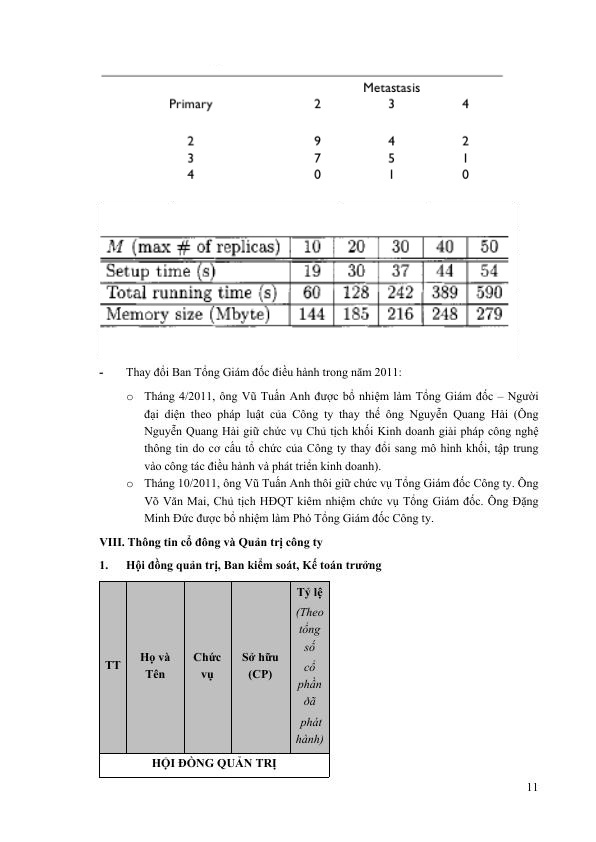 Metastasis
Primary 2 3 4
2 9 4 2
3 7 5 1
4 0 1 0
M (max # of replicas) 10 20 30 40 50
Setup time (s) 19 30 37 44 54
Total running time (s) 60 128 242 389 590
Memory size (Mbyte) 144 185 216 248 279
- Thay đổi Ban Tổng Giám đốc điều hành trong năm 2011:
o Tháng 4/2011, ông Vũ Tuấn Anh được bổ nhiệm làm Tổng Giám đốc – Người
đại diện theo pháp luật của Công ty thay thế ông Nguyễn Quang Hải (Ông
Nguyễn Quang Hải giữ chức vụ Chủ tịch khối Kinh doanh giải pháp công nghệ
thông tin do cơ cấu tổ chức của Công ty thay đổi sang mô hình khối, tập trung
vào công tác điều hành và phát triển kinh doanh).
o Tháng 10/2011, ông Vũ Tuấn Anh thôi giữ chức vụ Tổng Giám đốc Công ty. Ông
Võ Văn Mai, Chủ tịch HĐQT kiêm nhiệm chức vụ Tổng Giám đốc. Ông Đặng
Minh Đức được bổ nhiệm làm Phó Tổng Giám đốc Công ty.
VIII. Thông tin cổ đông và Quản trị công ty
1. Hội đồng quản trị, Ban kiểm soát, Kế toán trưởng
TT
Họ và
Tên
Chức
vụ
Sở hữu
(CP)
Tỷ lệ
(Theo
tổng
số
cổ
phần
đã
phát
hành)
HỘI ĐỒNG QUẢN TRỊ
11